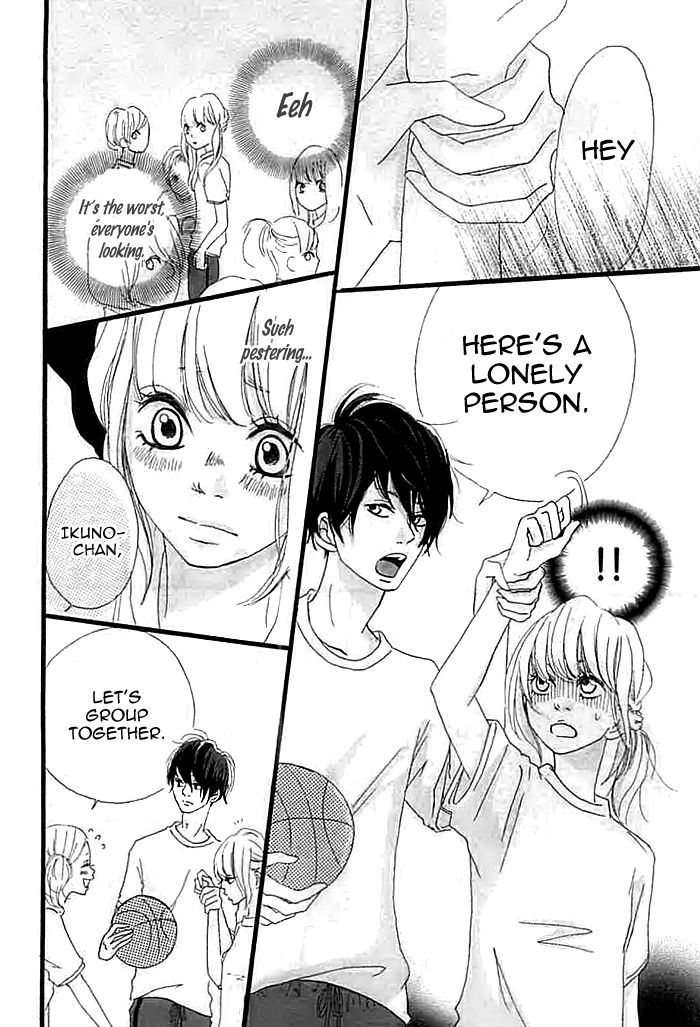 HEY
HERE'S A
LONELY
PERSON.
!!
Eeh
It's the worst,
everyone's
looking.
Such
pestering...
IKUNO-
CHAN,
LET'S
GROUP
TOGETHER.